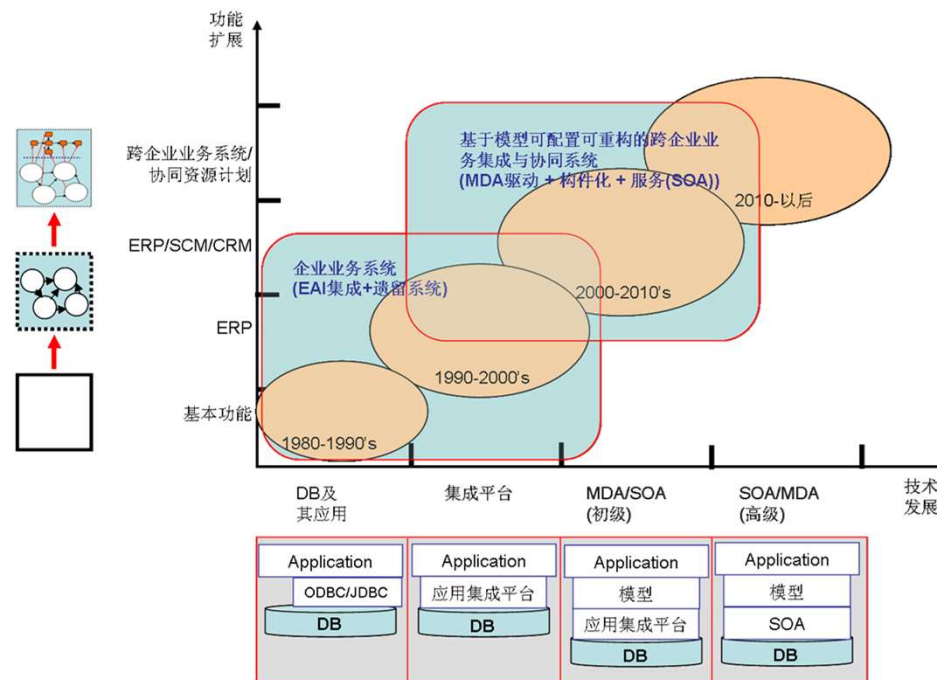 功能
扩展
跨企业业务系统/
协同资源计划
ERP/SCM/CRM
ERP
基本功能
基于模型可配置可重构的跨企业业
务集成与协同系统
(MDA驱动 + 构件化 + 服务(SOA))
2010-以后
企业业务系统
(EAI集成+遗留系统)
2000-2010's
1990-2000's
1980-1990's
DB及
其应用
集成平台
MDA/SOA
(初级)
SOA/MDA
(高级)
技术
发展
Application
ODBC/JDBC
DB
Application
应用集成平台
DB
Application
模型
应用集成平台
DB
Application
模型
SOA
DB